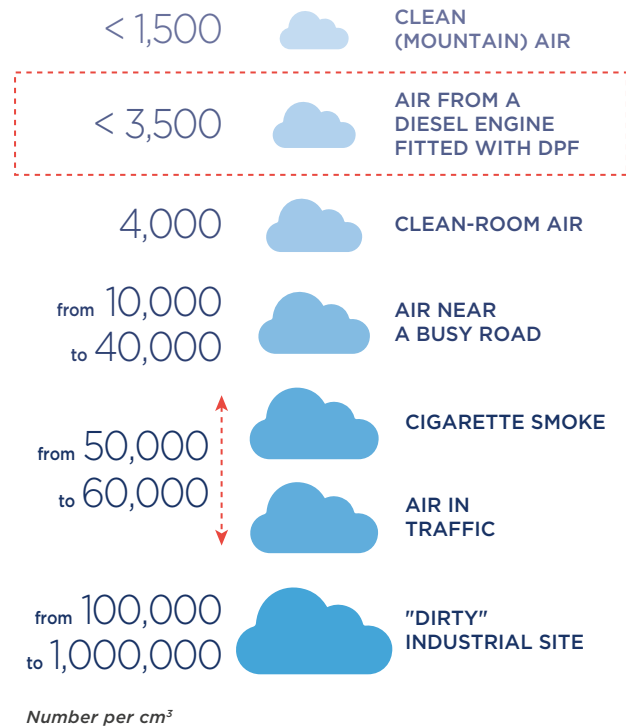 < 1,500
CLEAN
(MOUNTAIN) AIR
< 3,500
AIR FROM A
DIESEL ENGINE
FITTED WITH DPF
4,000
CLEAN-ROOM AIR
from 10,000
to 40,000
AIR NEAR
A BUSY ROAD
from 50,000
to 60,000
CIGARETTE SMOKE
AIR IN
TRAFFIC
from 100,000
to 1,000,000
"DIRTY"
INDUSTRIAL SITE
Number per cm³